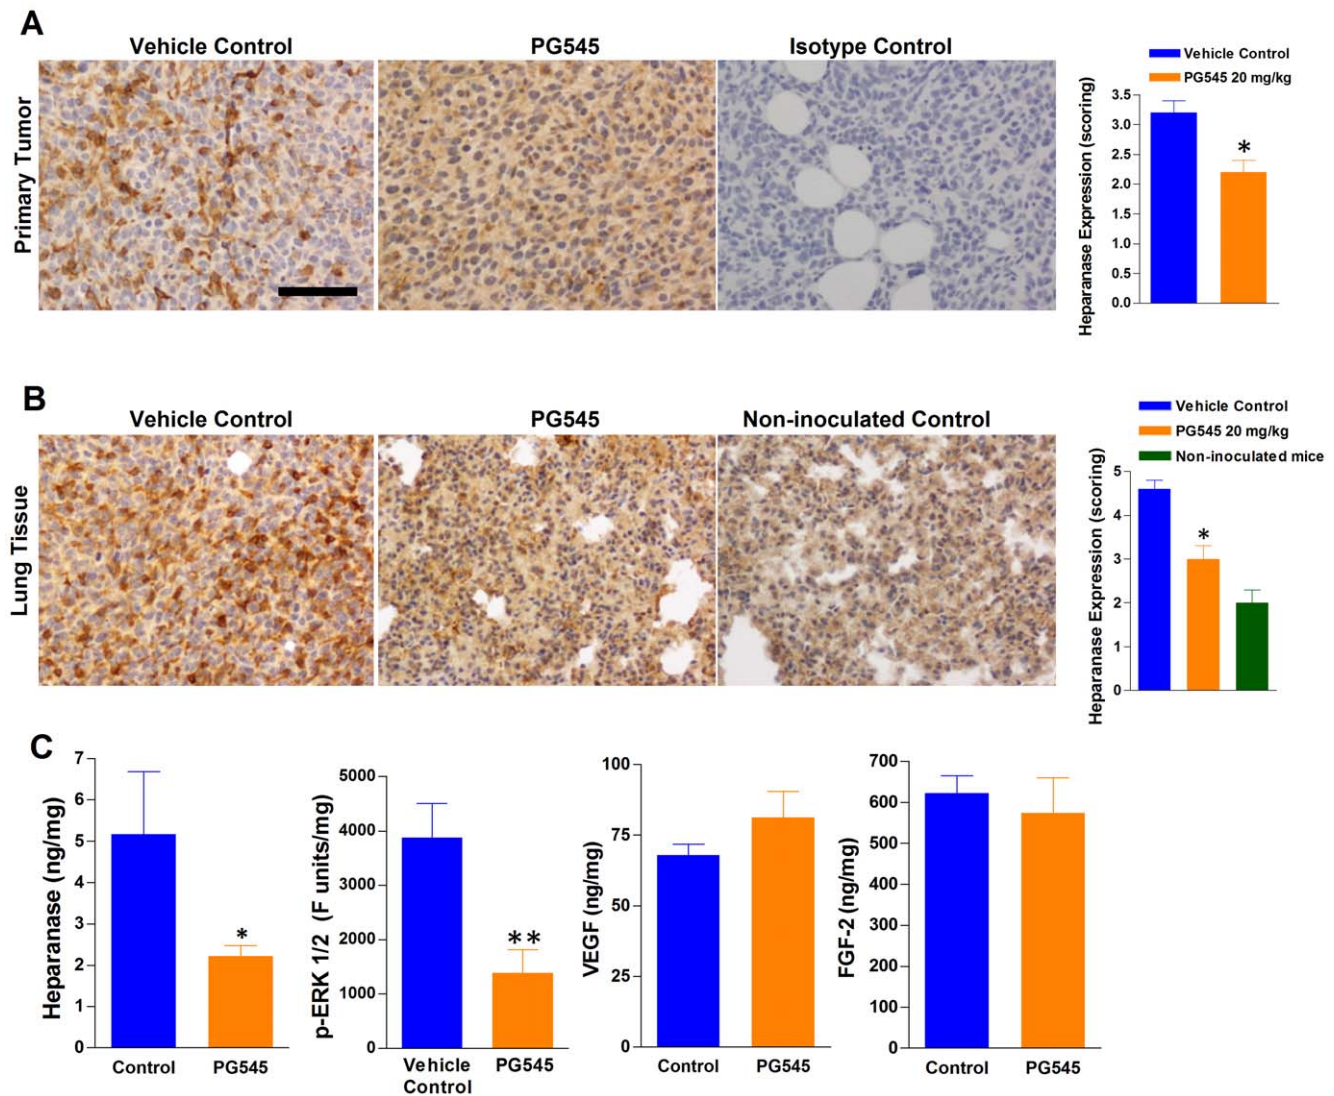 A
Vehicle Control
PG545
Isotype Control
Primary Tumor
Vehicle Control
PG545 20 mg/kg
Heparanase Expression (scoring)
3.5
3.0
2.5
2.0
1.5
1.0
0.5
0.0
*
B
Vehicle Control
PG545
Non-inoculated Control
Lung Tissue
Vehicle Control
PG545 20 mg/kg
Non-inoculated mice
Heparanase Expression (scoring)
5
4
3
2
1
0
*
C
Heparanase (ng/mg)
7
6
5
4
3
2
1
0
*
Control
PG545
p-ERK 1/2 (F units/mg)
5000
4000
3000
2000
1000
0
**
Vehicle
Control
PG545
VEGF (ng/mg)
100
75
50
25
0
Control
PG545
FGF-2 (ng/mg)
700
600
500
400
300
200
100
0
Control
PG545